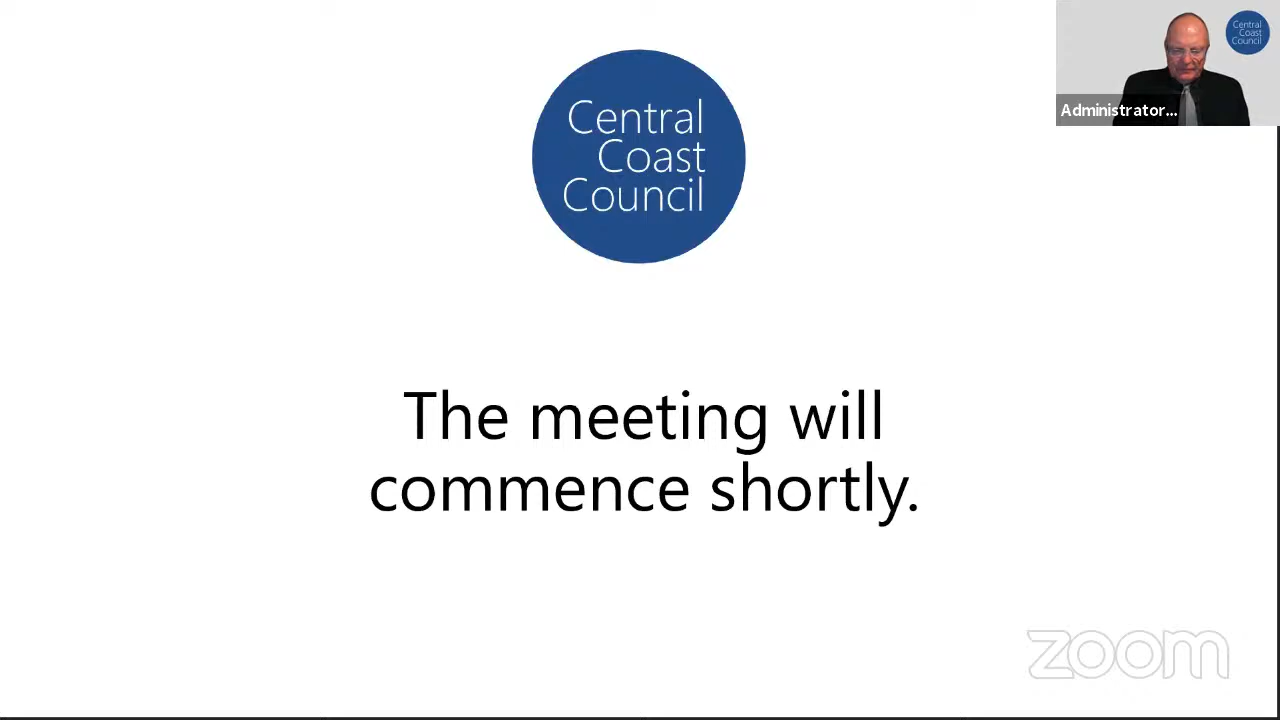 Central
Coast
Council
Central
Coast
Council
Administrator...
The meeting will
commence shortly.
zoom